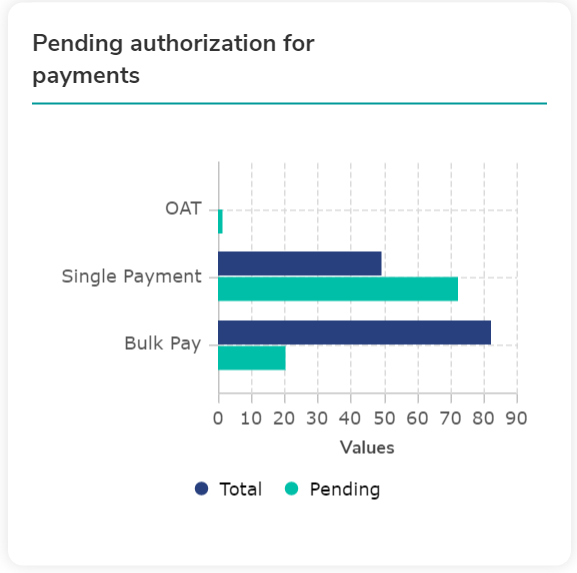 Pending authorization for
payments
OAT
Single Payment
Bulk Pay
0 10 20 30 40 50 60 70 80 90
Values
Total Pending